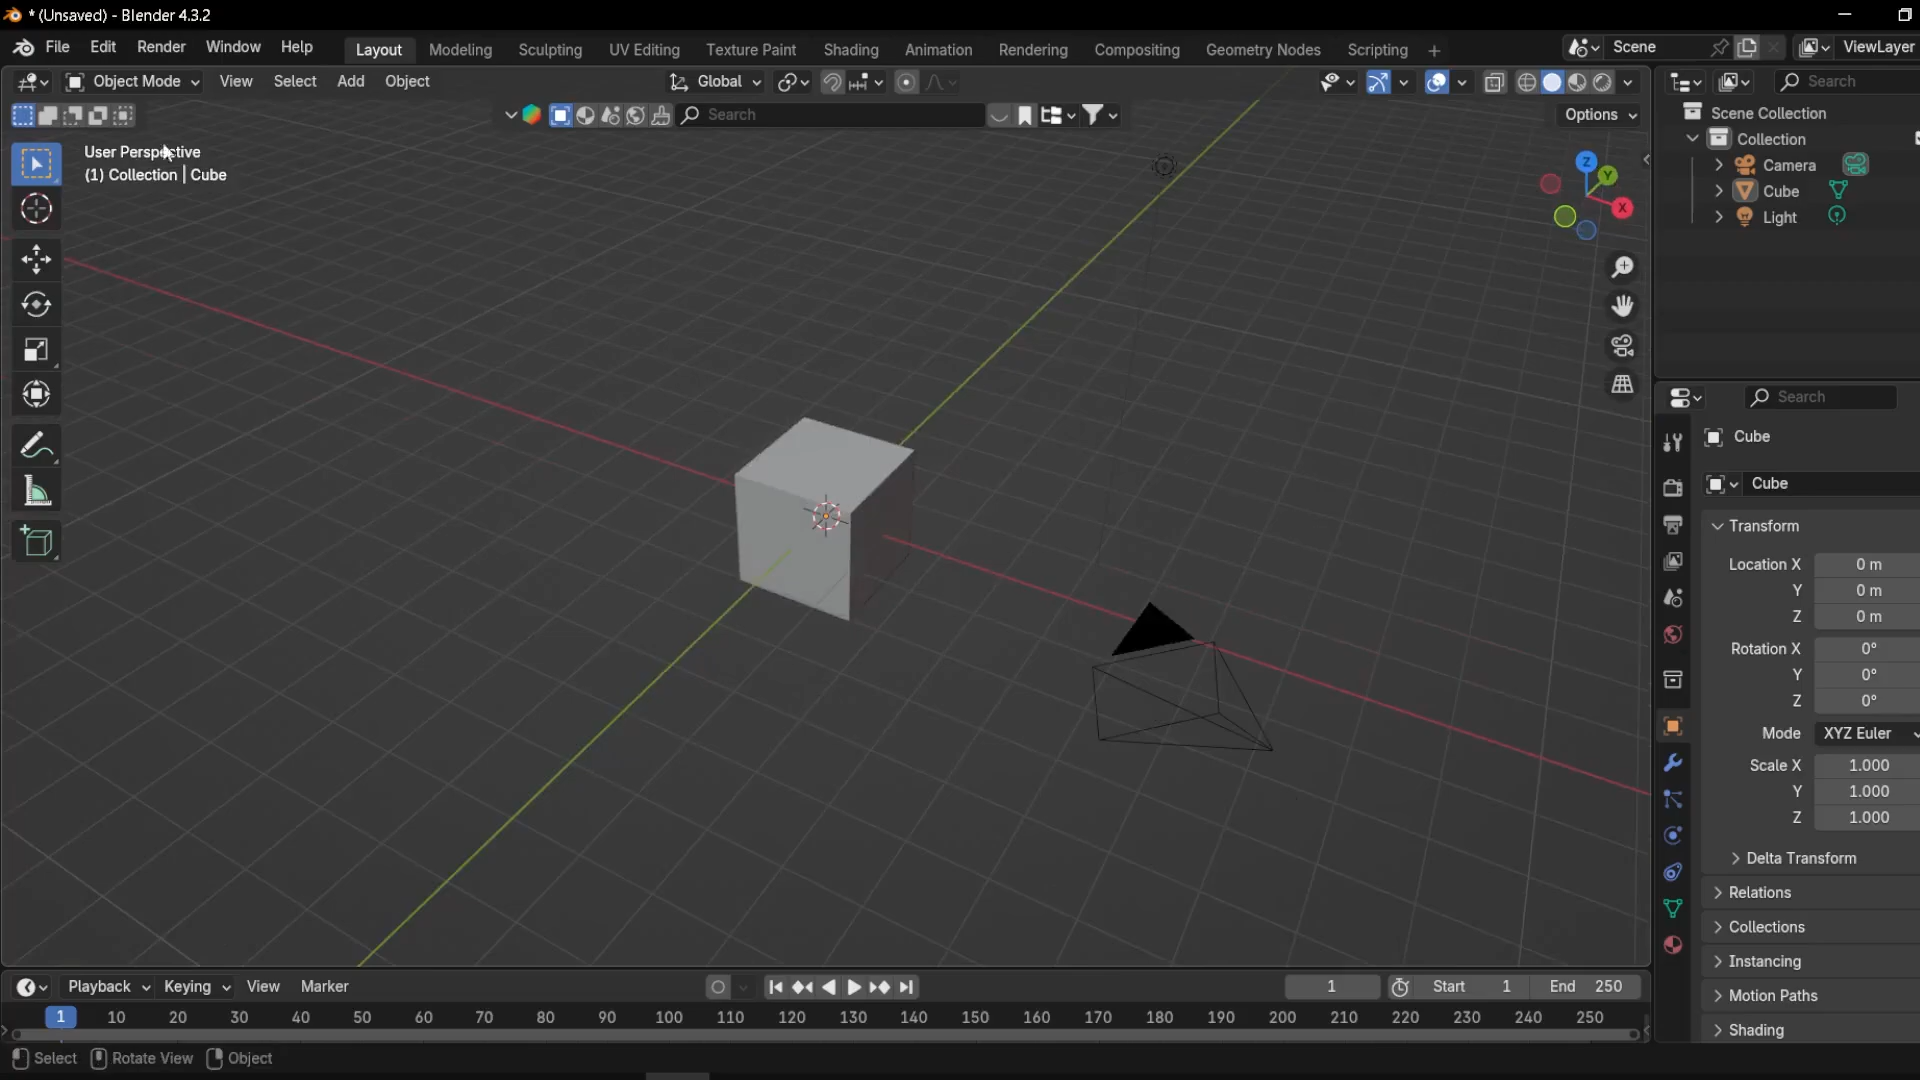 * (Unsaved) - Blender 4.3.2
File Edit Render Window Help Layout Modeling Sculpting UV Editing Texture Paint Shading Animation Rendering Compositing Geometry Nodes Scripting + Scene ViewLayer
Object Mode View Select Add Object Global Search
Search Options
User Perspective
(1) Collection | Cube
Z
Y
X
Scene Collection
Collection
Camera
Cube
Light
Search
Cube
Cube
Transform
Location X 0 m
Y 0 m
Z 0 m
Rotation X 0°
Y 0°
Z 0°
Mode XYZ Euler
Scale X 1.000
Y 1.000
Z 1.000
Delta Transform
Relations
Collections
Instancing
Motion Paths
Shading
Playback Keying View Marker 1 Start 1 End 250
1 10 20 30 40 50 60 70 80 90 100 110 120 130 140 150 160 170 180 190 200 210 220 230 240 250
Select Rotate View Object